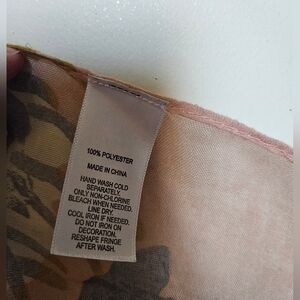 100% POLYESTER
MADE IN CHINA
HAND WASH COLD
SEPARATELY.
ONLY NON-CHLORINE
BLEACH WHEN NEEDED.
LINE DRY.
COOL IRON IF NEEDED.
DO NOT IRON ON
DECORATION.
RESHAPE FRINGE
AFTER WASH.